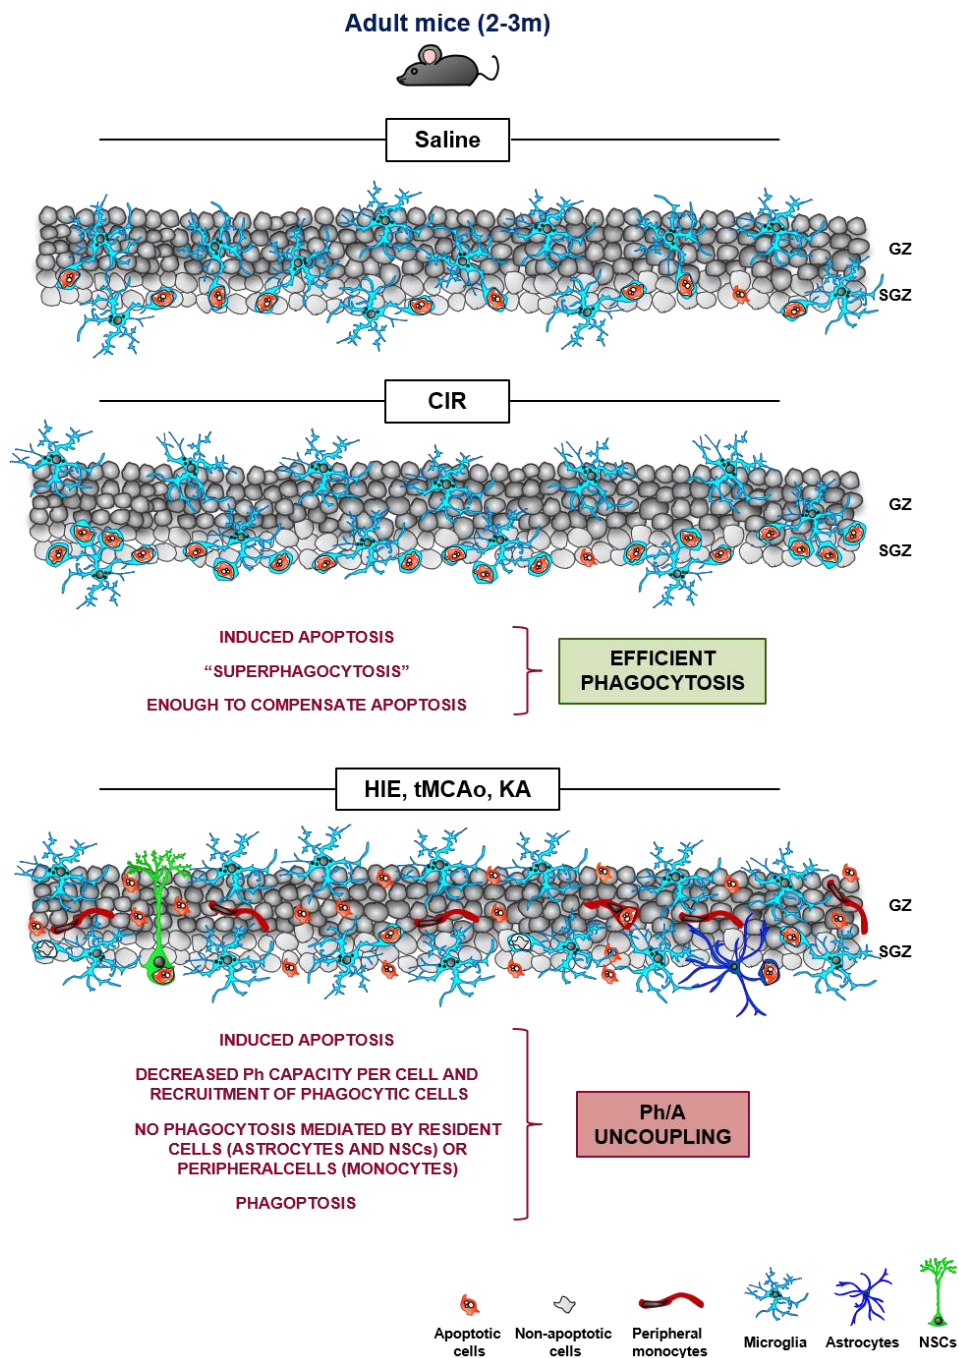 Adult mice (2-3m)
Saline
GZ
SGZ
CIR
GZ
SGZ
INDUCED APOPTOSIS
“SUPERPHAGOCYTOSIS”
ENOUGH TO COMPENSATE APOPTOSIS
EFFICIENT
PHAGOCYTOSIS
HIE, tMCAo, KA
GZ
SGZ
INDUCED APOPTOSIS
DECREASED Ph CAPACITY PER CELL AND
RECRUITMENT OF PHAGOCYTIC CELLS
NO PHAGOCYTOSIS MEDIATED BY RESIDENT
CELLS (ASTROCYTES AND NSCs) OR
PERIPHERALCELLS (MONOCYTES)
PHAGOPTOSIS
Ph/A
UNCOUPLING
Apoptotic
cells
Non-apoptotic
cells
Peripheral
monocytes
Microglia
Astrocytes
NSCs